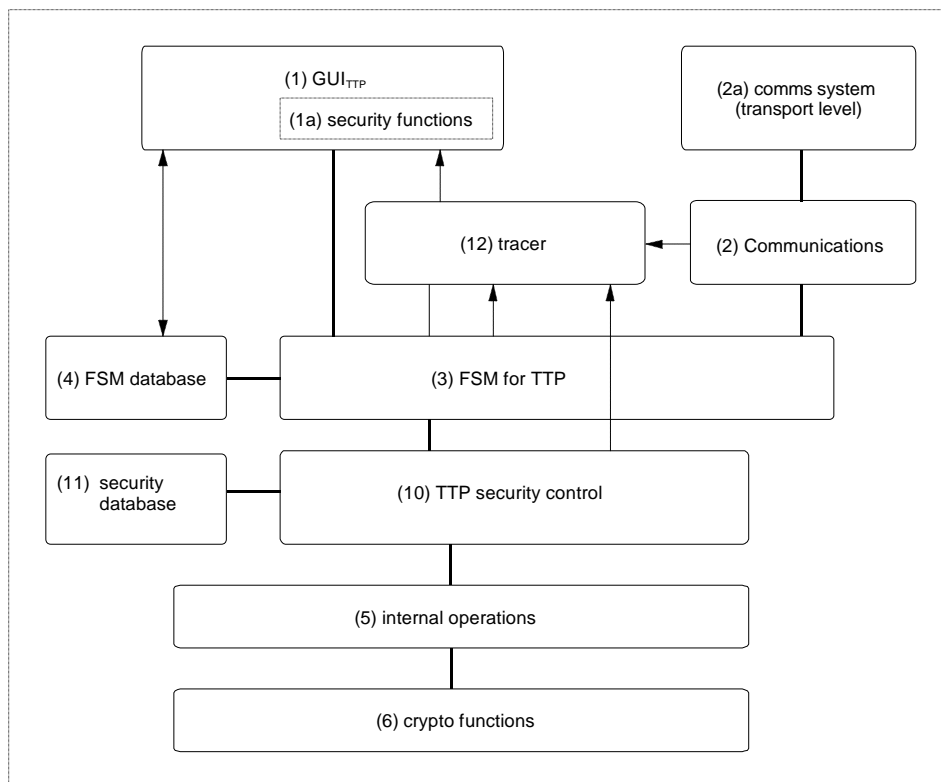 (1) GUITTP
(1a) security functions
(2a) comms system
(transport level)
(12) tracer
(2) Communications
(4) FSM database
(3) FSM for TTP
(11) security
database
(10) TTP security control
(5) internal operations
(6) crypto functions